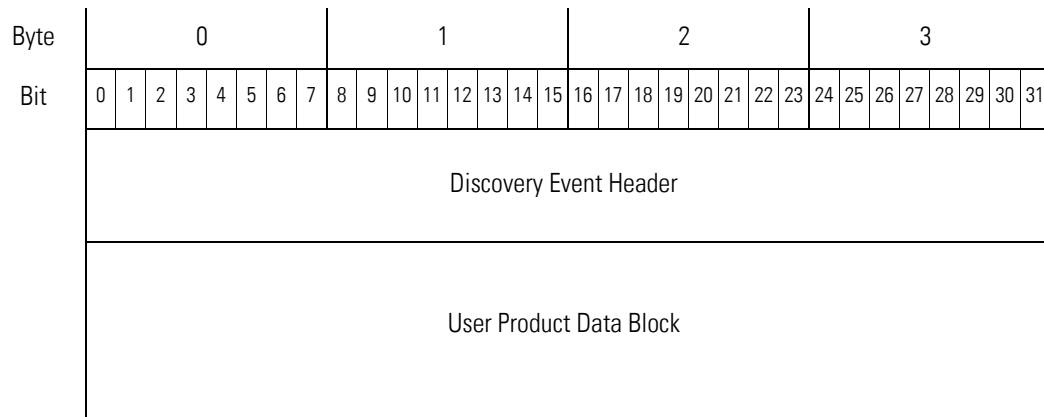 Byte 0 1 2 3
Bit 0 1 2 3 4 5 6 7 8 9 10 11 12 13 14 15 16 17 18 19 20 21 22 23 24 25 26 27 28 29 30 31
Discovery Event Header
User Product Data Block